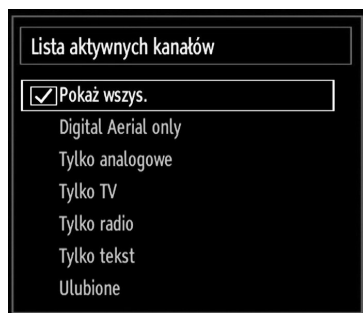 Lista aktywnych kanałów
Pokaż wszys.
Digital Aerial only
Tylko analogowe
Tylko TV
Tylko radio
Tylko tekst
Ulubione